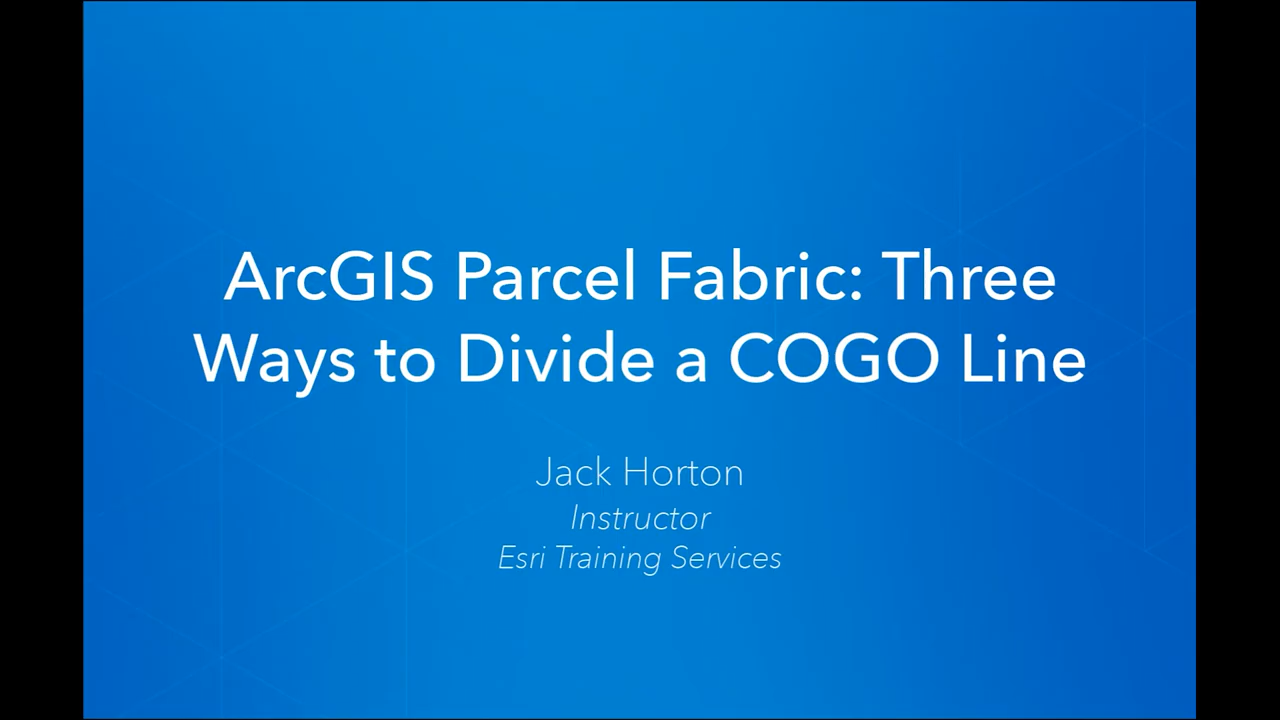 ArcGIS Parcel Fabric: Three
Ways to Divide a COGO Line
Jack Horton
Instructor
Esri Training Services